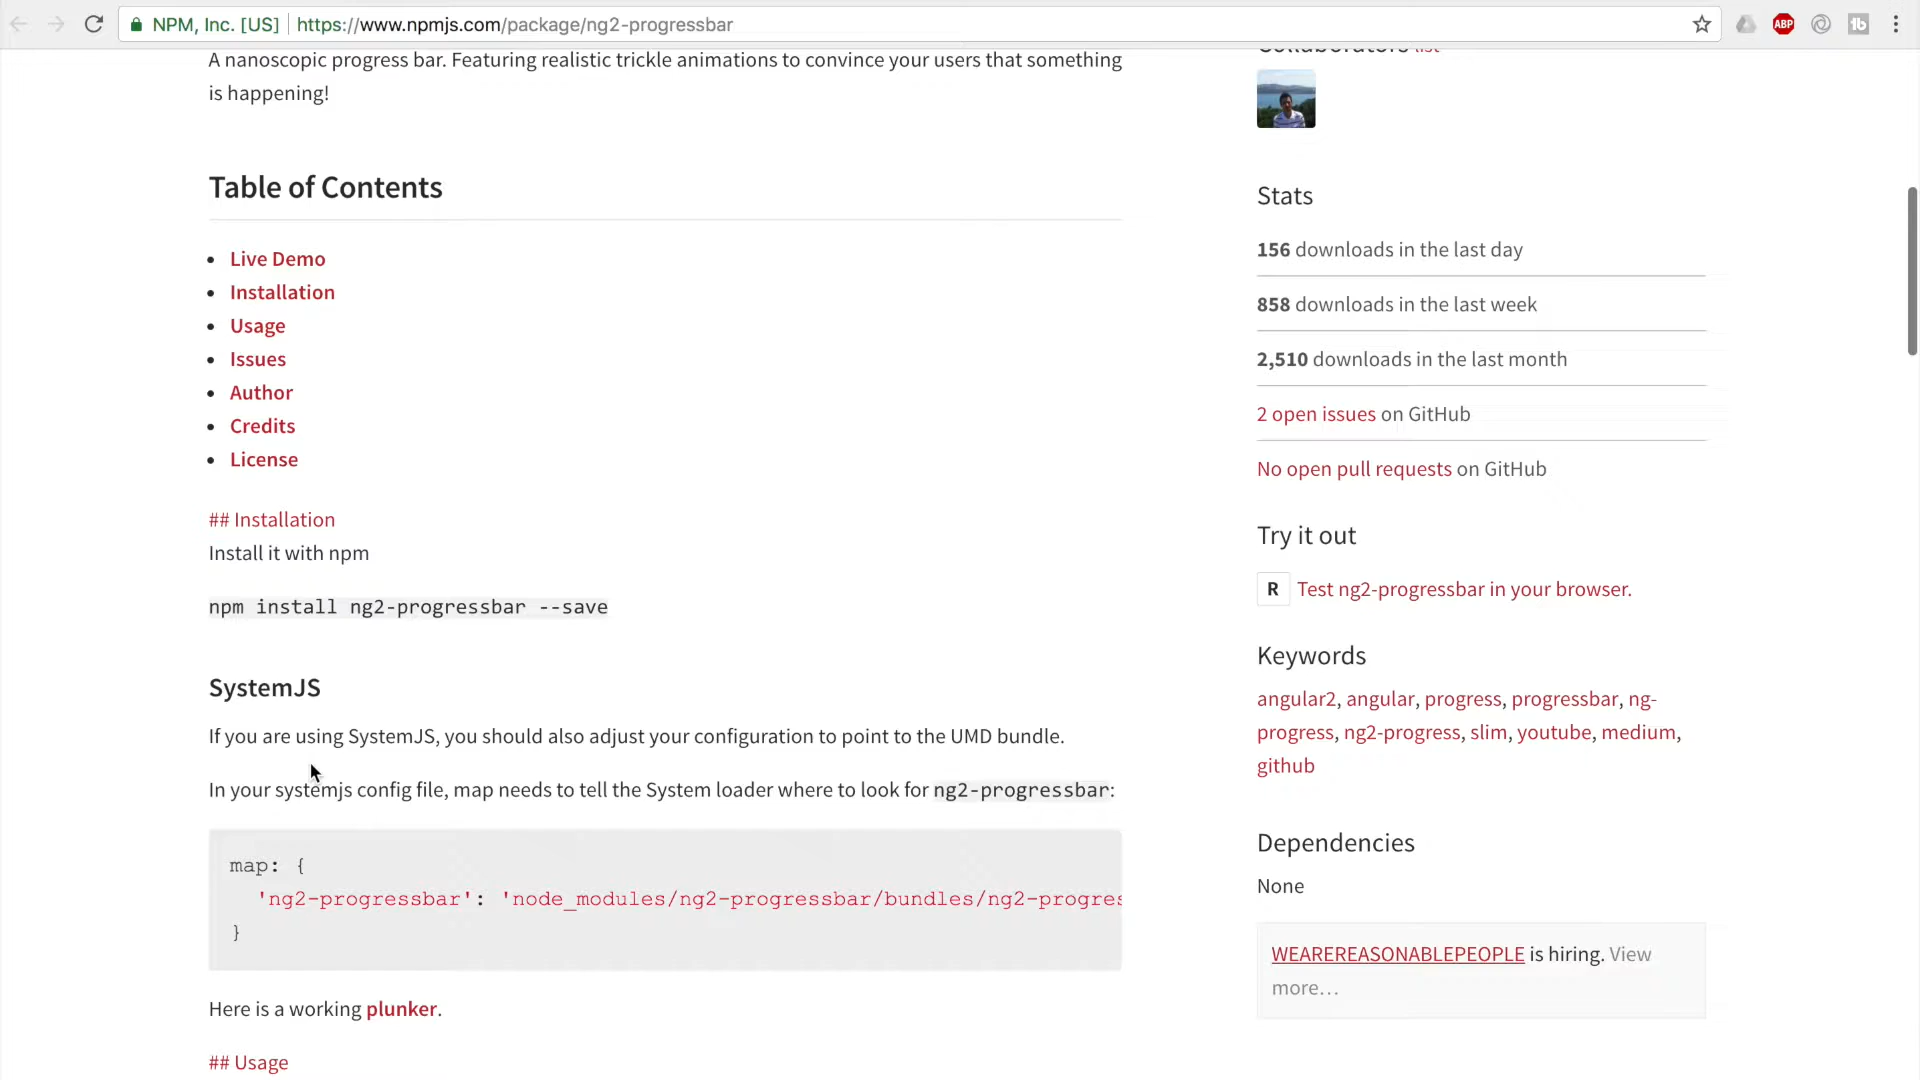 NPM, Inc. [US] https://www.npmjs.com/package/ng2-progressbar
ABP
A nanoscopic progress bar. Featuring realistic trickle animations to convince your users that something
is happening!
Table of Contents
Live Demo
Installation
Usage
Issues
Author
Credits
License
## Installation
Install it with npm
npm install ng2-progressbar --save
SystemJS
If you are using SystemJS, you should also adjust your configuration to point to the UMD bundle.
In your systemjs config file, map needs to tell the System loader where to look for ng2-progressbar:
map: {
'ng2-progressbar': 'node_modules/ng2-progressbar/bundles/ng2-progres
}
Here is a working plunker.
## Usage
Collaborators list
Stats
156 downloads in the last day
858 downloads in the last week
2,510 downloads in the last month
2 open issues on GitHub
No open pull requests on GitHub
Try it out
R Test ng2-progressbar in your browser.
Keywords
angular2, angular, progress, progressbar, ng-
progress, ng2-progress, slim, youtube, medium,
github
Dependencies
None
WEAREREASONABLEPEOPLE is hiring. View
more…